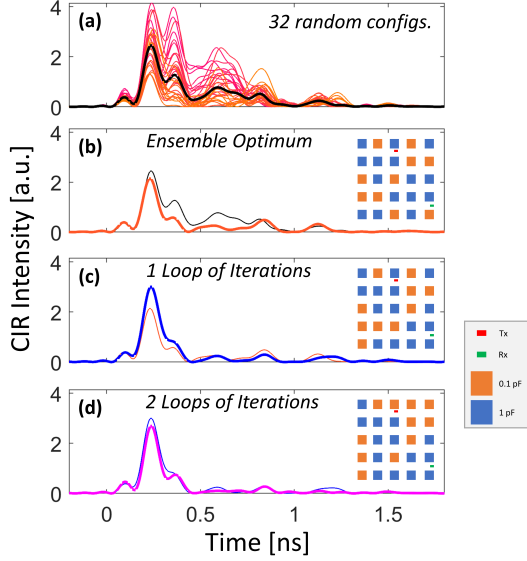 (a)
32 random configs.
4
2
0
(b)
Ensemble Optimum
4
2
0
(c)
1 Loop of Iterations
4
2
0
(d)
2 Loops of Iterations
4
2
0
0
0.5
1
1.5
Time [ns]
CIR Intensity [a.u.]
Tx
Rx
0.1 pF
1 pF